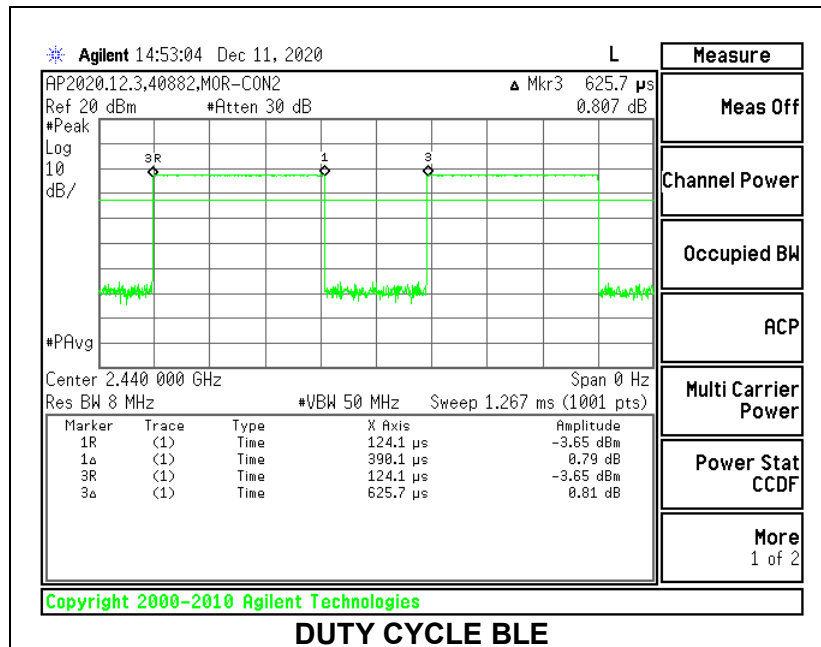 Agilent 14:53:04 Dec 11, 2020 L
AP2020.12.3,40882,MOR-CON2 Δ Mkr3 625.7 µs
Ref 20 dBm #Atten 30 dB 0.807 dB
#Peak
Log
10
dB/
3R 1 3
#PAvg
Center 2.440 000 GHz Span 0 Hz
Res BW 8 MHz #VBW 50 MHz Sweep 1.267 ms (1001 pts)
Marker Trace Type X Axis Amplitude
1R (1) Time 124.1 µs -3.65 dBm
1Δ (1) Time 390.1 µs 0.79 dB
3R (1) Time 124.1 µs -3.65 dBm
3Δ (1) Time 625.7 µs 0.81 dB
Measure
Meas Off
Channel Power
Occupied BW
ACP
Multi Carrier
Power
Power Stat
CCDF
More
1 of 2
Copyright 2000-2010 Agilent Technologies
DUTY CYCLE BLE